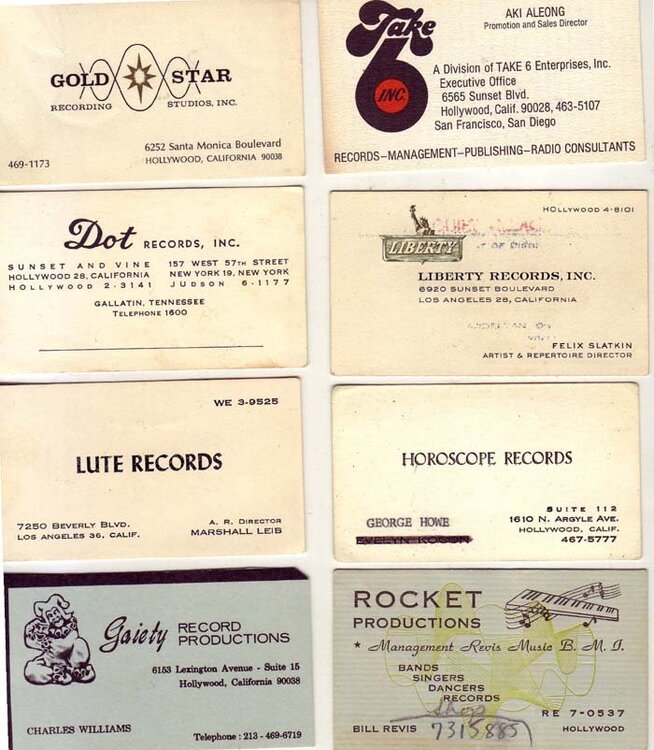 GOLD STAR
RECORDING STUDIOS, INC.
6252 Santa Monica Boulevard
469-1173
HOLLYWOOD, CALIFORNIA 90038
Take
6
INC.
AKI ALEONG
Promotion and Sales Director
A Division of TAKE 6 Enterprises, Inc.
Executive Office
6565 Sunset Blvd.
Hollywood, Calif. 90028, 463-5107
San Francisco, San Diego
RECORDS–MANAGEMENT–PUBLISHING–RADIO CONSULTANTS
Dot RECORDS, INC.
SUNSET AND VINE 157 WEST 57TH STREET
HOLLYWOOD 28, CALIFORNIA NEW YORK 19, NEW YORK
HOLLYWOOD 2-3141 JUDSON 6-1177
GALLATIN, TENNESSEE
TELEPHONE 1600
HOLLYWOOD 4-8101
LIBERTY
LIBERTY RECORDS, INC.
6920 SUNSET BOULEVARD
LOS ANGELES 28, CALIFORNIA
FELIX SLATKIN
ARTIST & REPERTOIRE DIRECTOR
WE 3-9525
LUTE RECORDS
7250 BEVERLY BLVD. A. R. DIRECTOR
LOS ANGELES 36, CALIF. MARSHALL LEIB
HOROSCOPE RECORDS
SUITE 112
GEORGE HOWE 1610 N. ARGYLE AVE.
HOLLYWOOD, CALIF.
467-5777
Gaiety RECORD
PRODUCTIONS
6153 Lexington Avenue - Suite 15
Hollywood, California 90038
CHARLES WILLIAMS
Telephone: 213 - 469-6719
ROCKET
PRODUCTIONS
* Management Revis Music B. M. I.
BANDS
SINGERS
DANCERS
RECORDS
shop
RE 7-0537
BILL REVIS 7315885 HOLLYWOOD